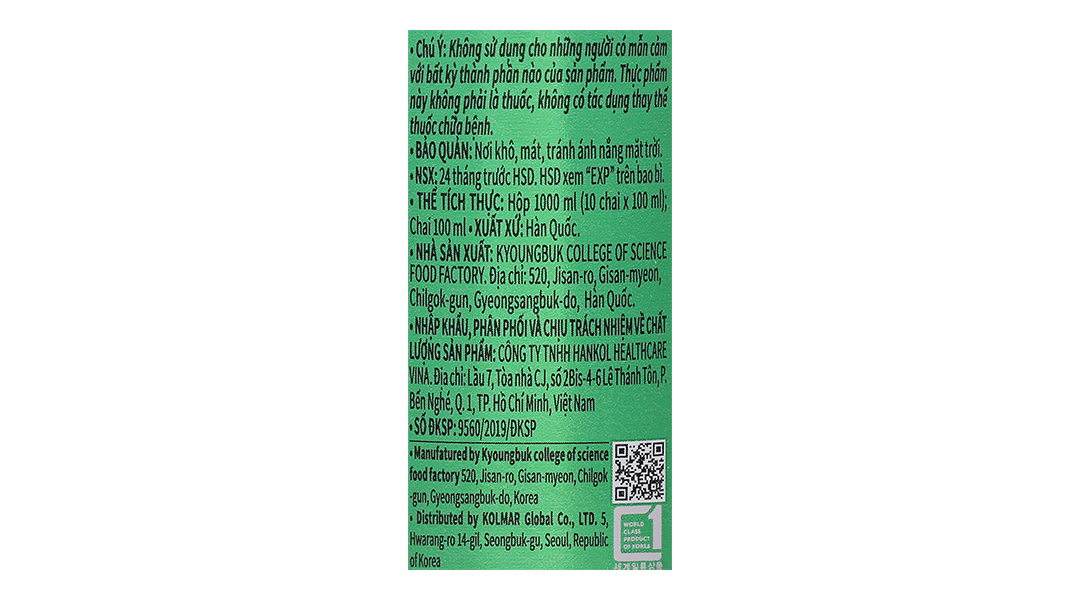 • Chú Ý: Không sử dụng cho những người có mẫn cảm
với bất kỳ thành phần nào của sản phẩm. Thực phẩm
này không phải là thuốc, không có tác dụng thay thế
thuốc chữa bệnh.
• BẢO QUẢN: Nơi khô, mát, tránh ánh nắng mặt trời.
• NSX: 24 tháng trước HSD. HSD xem “EXP” trên bao bì.
• THỂ TÍCH THỰC: Hộp 1000 ml (10 chai x 100 ml);
Chai 100 ml • XUẤT XỨ: Hàn Quốc.
• NHÀ SẢN XUẤT: KYOUNGBUK COLLEGE OF SCIENCE
FOOD FACTORY. Địa chỉ: 520, Jisan-ro, Gisan-myeon,
Chilgok-gun, Gyeongsangbuk-do, Hàn Quốc.
• NHẬP KHẨU, PHÂN PHỐI VÀ CHỊU TRÁCH NHIỆM VỀ CHẤT
LƯỢNG SẢN PHẨM: CÔNG TY TNHH HANKOL HEALTHCARE
VINA. Địa chỉ: Lầu 7, Tòa nhà CJ, số 2Bis-4-6 Lê Thánh Tôn, P.
Bến Nghé, Q. 1, TP. Hồ Chí Minh, Việt Nam
• SỐ ĐKSP: 9560/2019/ĐKSP
• Manufatured by Kyoungbuk college of science
food factory 520, Jisan-ro, Gisan-myeon, Chilgok
-gun, Gyeongsangbuk-do, Korea
• Distributed by KOLMAR Global Co., LTD. 5,
Hwarang-ro 14-gil, Seongbuk-gu, Seoul, Republic
of Korea
WORLD
CLASS
PRODUCT
OF KOREA
세계일류상품